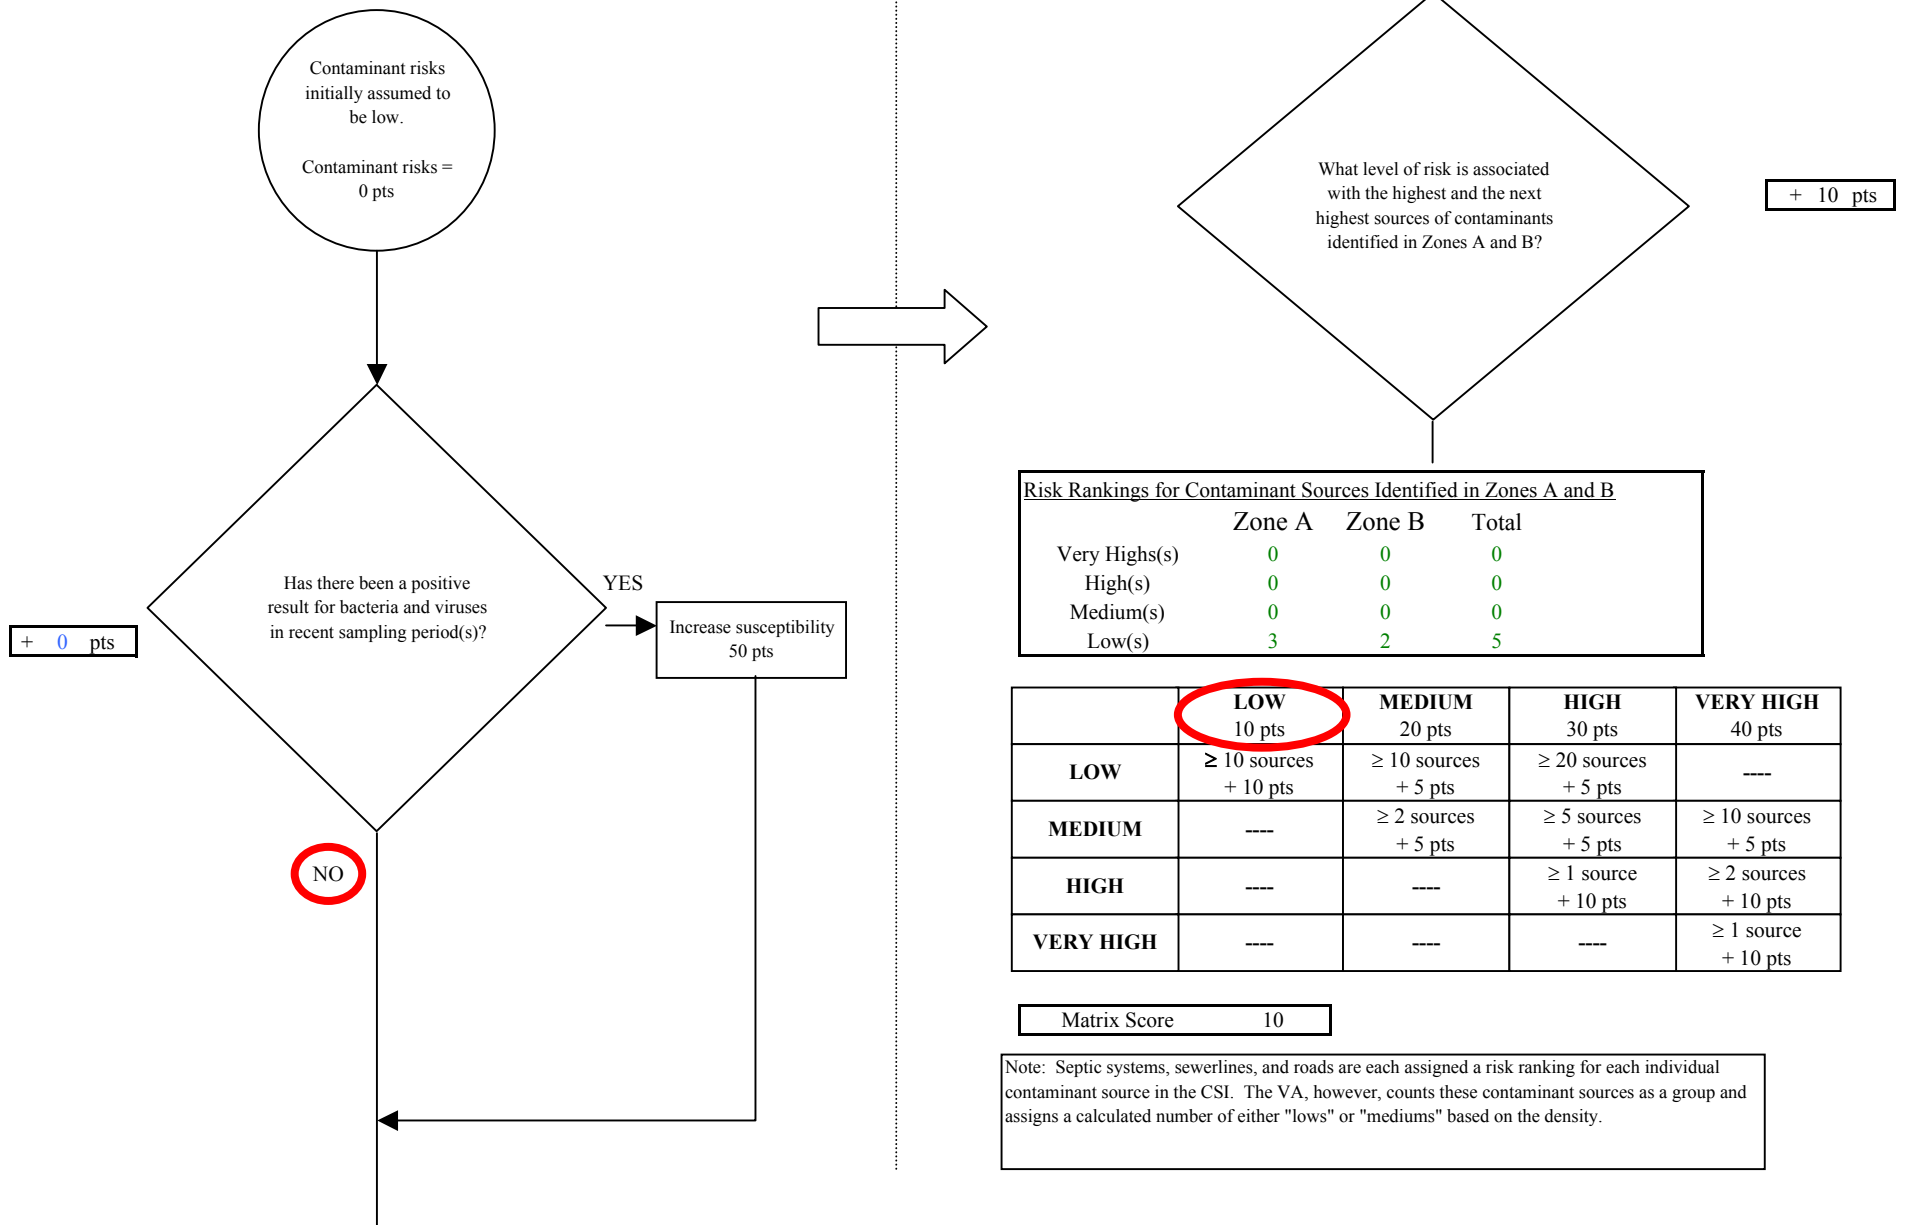 Contaminant risks
initially assumed to
be low.
Contaminant risks =
0 pts
Has there been a positive
result for bacteria and viruses
in recent sampling period(s)?
+ 0 pts
YES
Increase susceptibility
50 pts
NO
What level of risk is associated
with the highest and the next
highest sources of contaminants
identified in Zones A and B?
+ 10 pts
Risk Rankings for Contaminant Sources Identified in Zones A and B
Zone A Zone B Total
Very Highs(s) 0 0 0
High(s) 0 0 0
Medium(s) 0 0 0
Low(s) 3 2 5
LOW MEDIUM HIGH VERY HIGH
10 pts 20 pts 30 pts 40 pts
LOW ≥ 10 sources ≥ 10 sources ≥ 20 sources ----
+ 10 pts + 5 pts + 5 pts
MEDIUM ---- ≥ 2 sources ≥ 5 sources ≥ 10 sources
+ 5 pts + 5 pts + 5 pts
HIGH ---- ---- ≥ 1 source ≥ 2 sources
+ 10 pts + 10 pts
VERY HIGH ---- ---- ---- ≥ 1 source
+ 10 pts
Matrix Score 10
Note: Septic systems, sewerlines, and roads are each assigned a risk ranking for each individual
contaminant source in the CSI. The VA, however, counts these contaminant sources as a group and
assigns a calculated number of either "lows" or "mediums" based on the density.